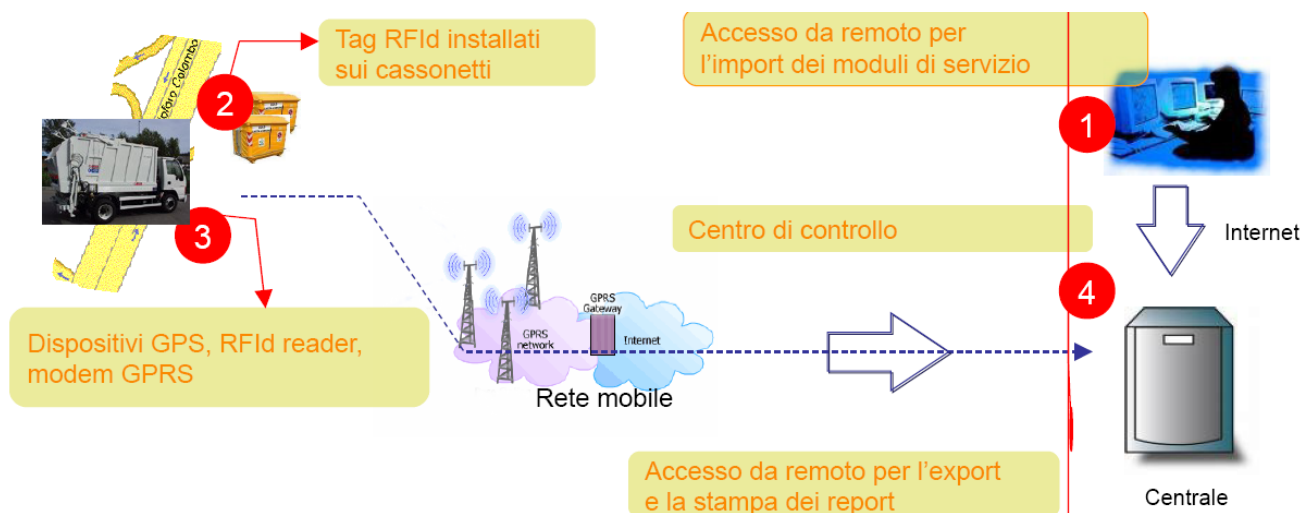 Tag RFId installati
sui cassonetti
Accesso da remoto per
l'import dei moduli di servizio
oforo Colombo
2
1
3
Centro di controllo
Internet
4
Dispositivi GPS, RFId reader,
modem GPRS
GPRS
Gateway
GPRS
network
Internet
Rete mobile
Accesso da remoto per l'export
e la stampa dei report
Centrale